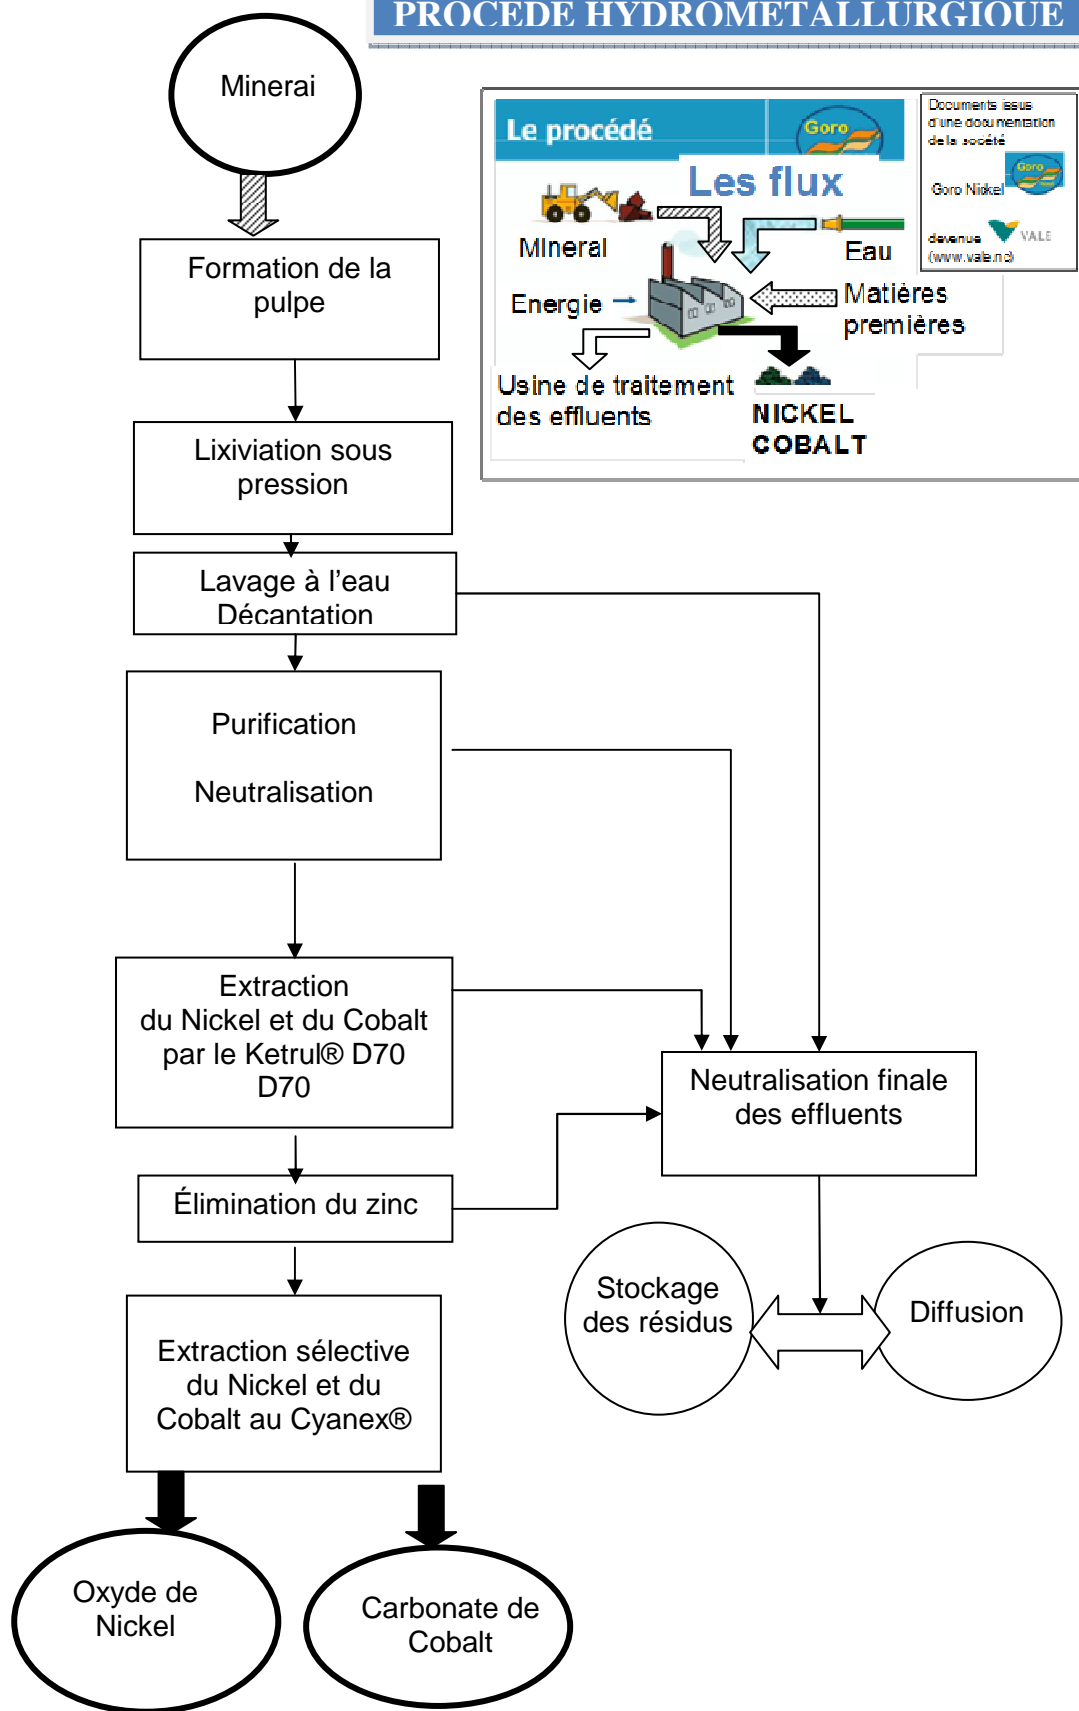 PROCEDE HYDROMETALLURGIQUE
Minerai
Le procédé
Goro
Les flux
MIneral
Eau
Energie
Matières
premières
Usine de traitement
des effluents
NICKEL
COBALT
Documents issus
d'une documentation
de la société
Goro
Goro Nickel
devenue VALE
(www.vale.nc)
Formation de la
pulpe
Lixiviation sous
pression
Lavage à l'eau
Décantation
Purification
Neutralisation
Extraction
du Nickel et du Cobalt
par le Ketrul® D70
D70
Neutralisation finale
des effluents
Élimination du zinc
Stockage
des résidus
Diffusion
Extraction sélective
du Nickel et du
Cobalt au Cyanex®
Oxyde de
Nickel
Carbonate de
Cobalt